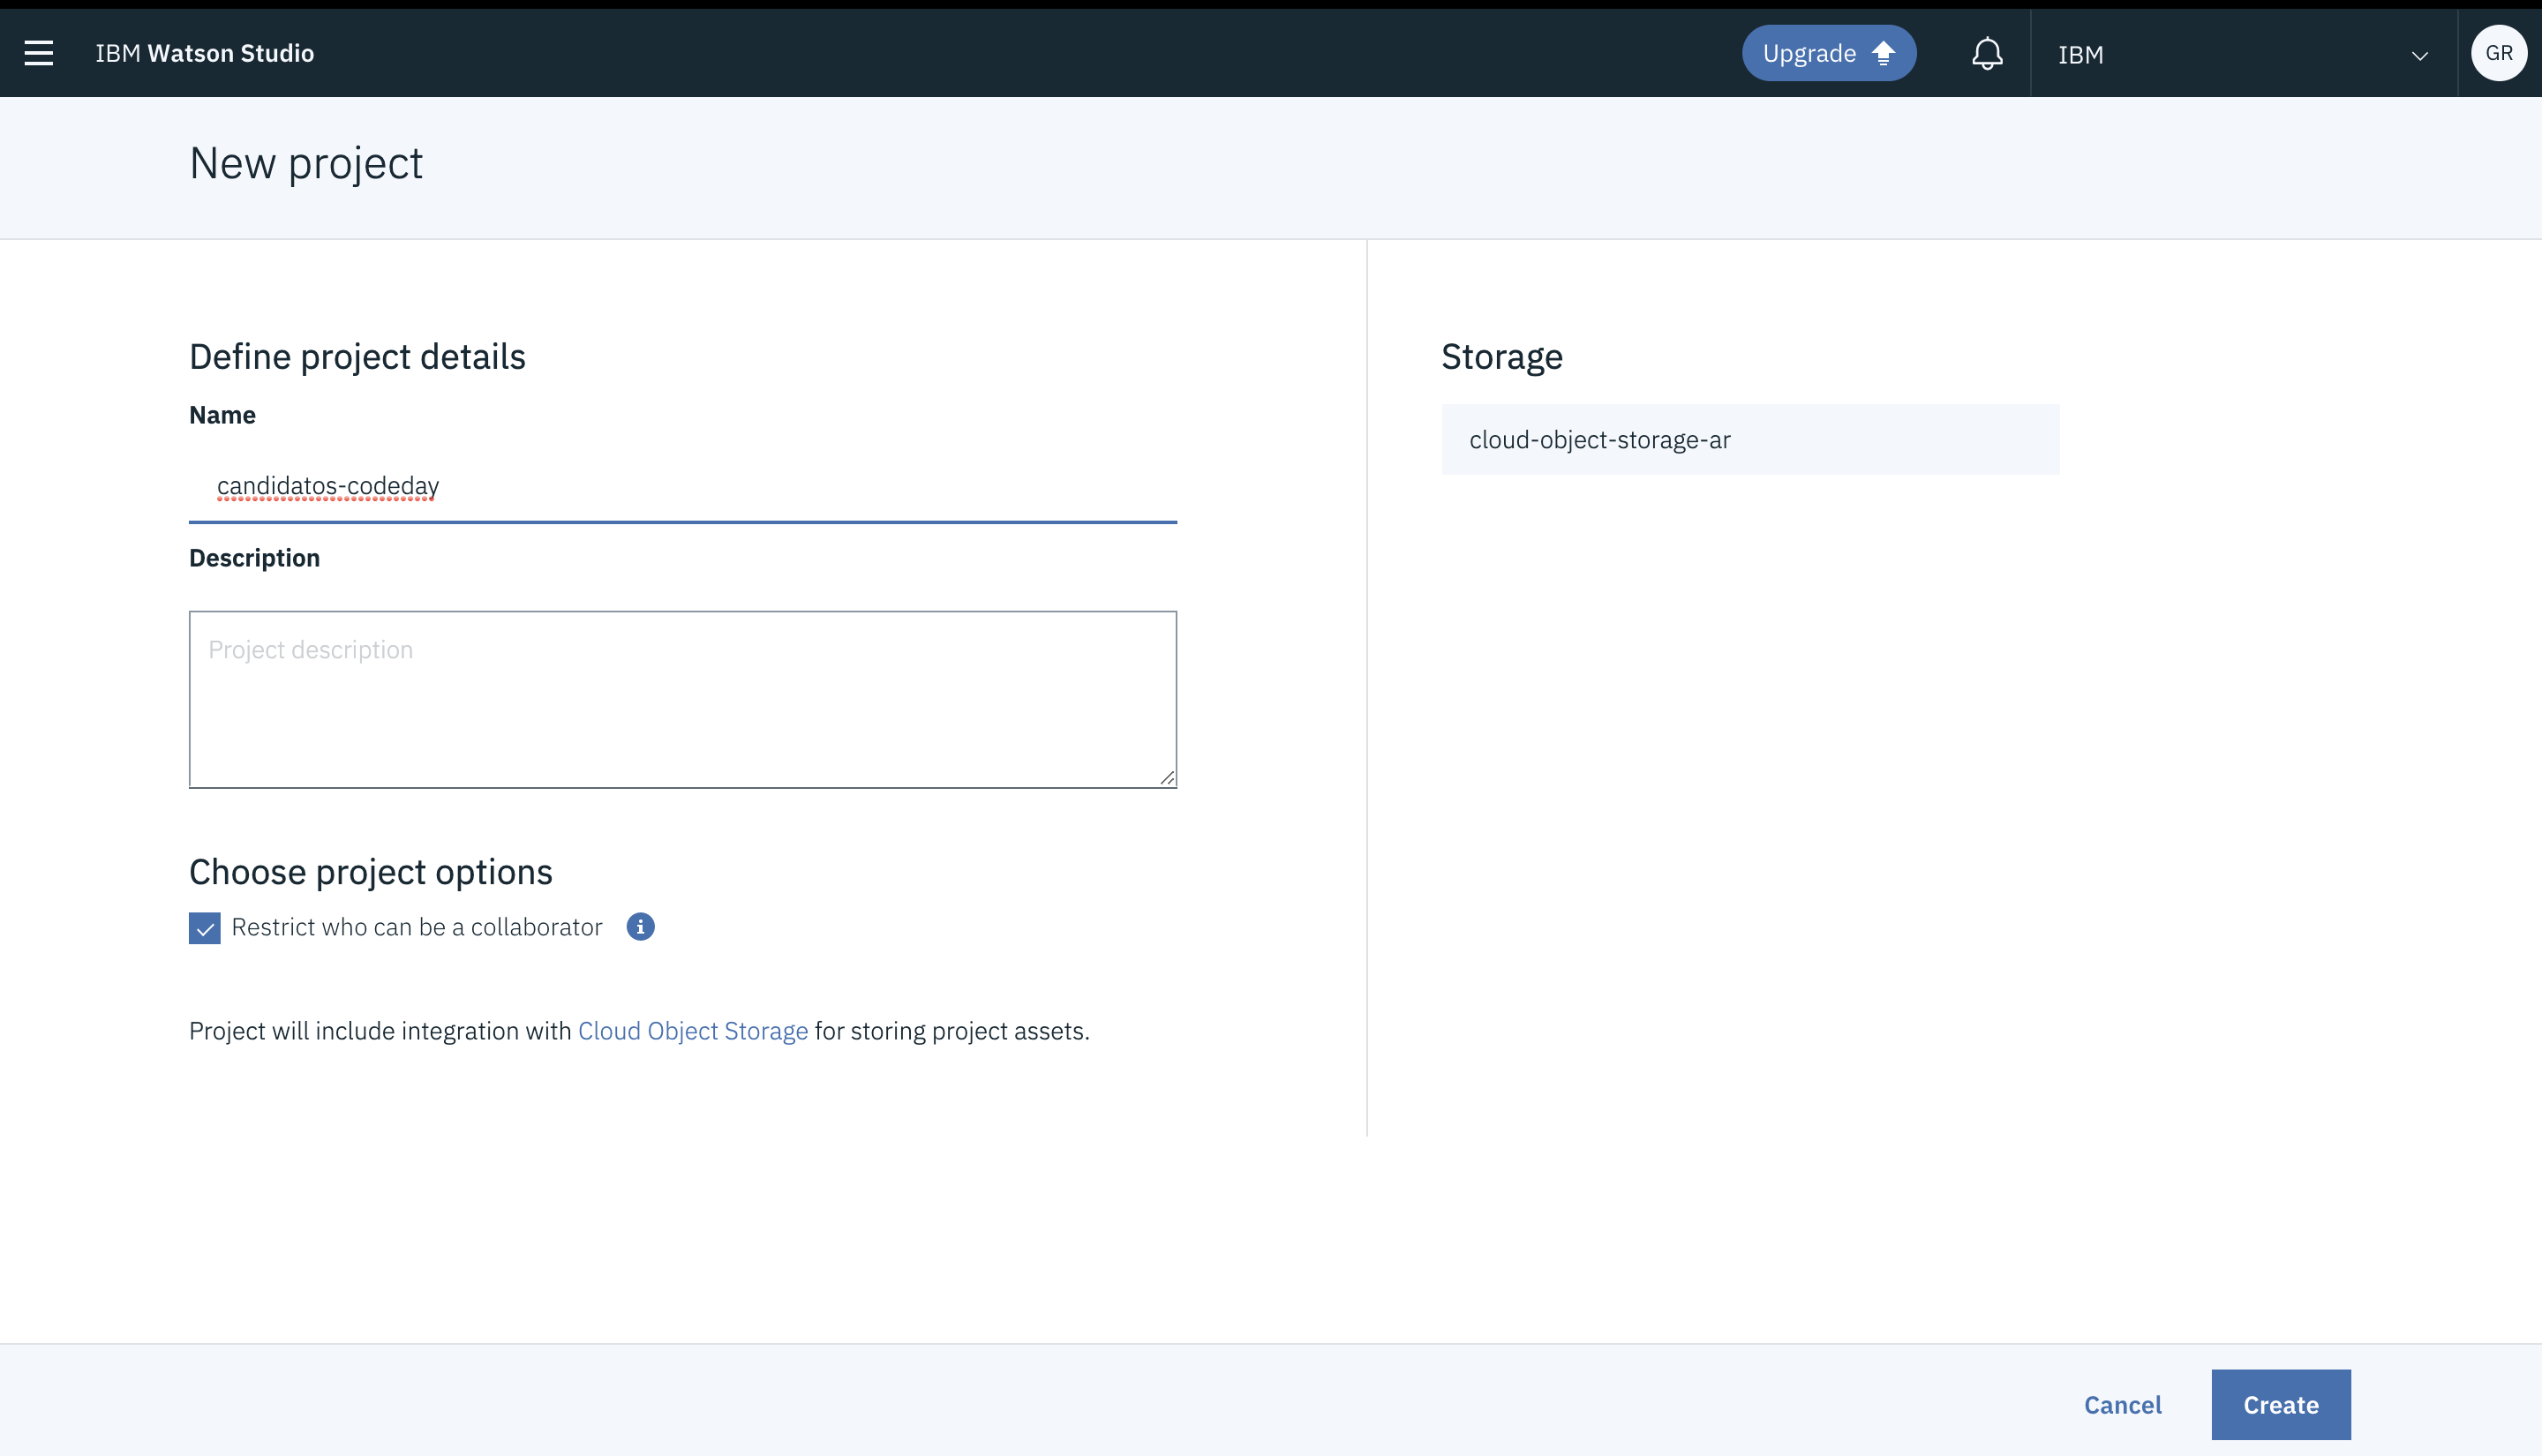 IBM Watson Studio
Upgrade
IBM
GR
New project
Define project details
Name
candidatos-codeday
Description
Project description
Choose project options
Restrict who can be a collaborator
Project will include integration with Cloud Object Storage for storing project assets.
Storage
cloud-object-storage-ar
Cancel
Create